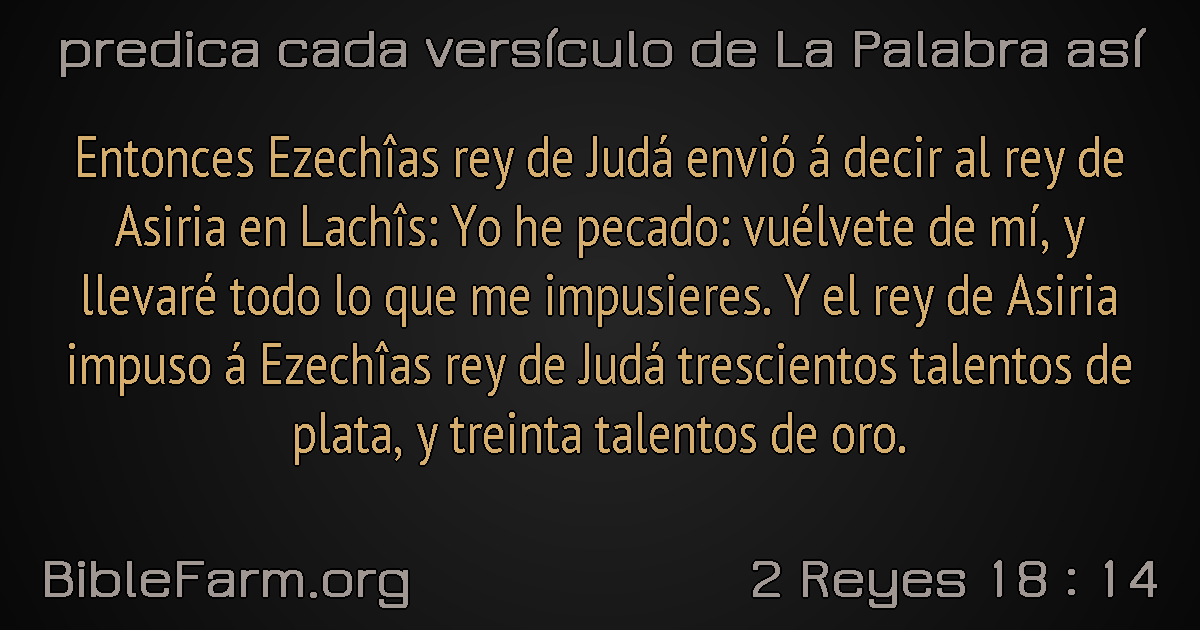 predica cada versículo de La Palabra así
Entonces Ezechîas rey de Judá envió á decir al rey de
Asiria en Lachîs: Yo he pecado: vuélvete de mí, y
llevaré todo lo que me impusieres. Y el rey de Asiria
impuso á Ezechîas rey de Judá trescientos talentos de
plata, y treinta talentos de oro.
BibleFarm.org
2 Reyes 18 : 14